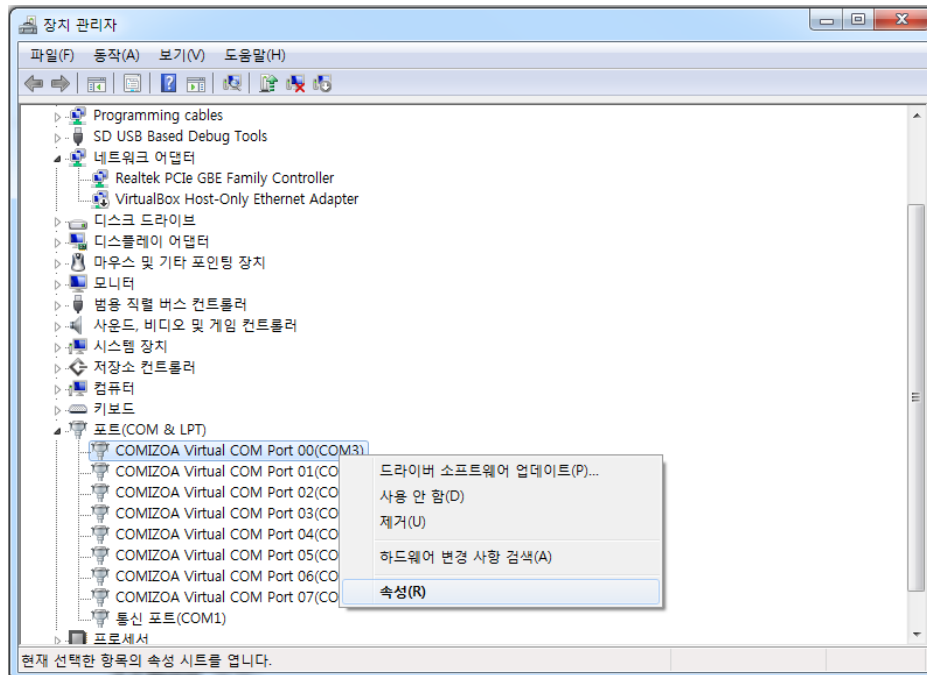 장치 관리자
파일(F) 동작(A) 보기(V) 도움말(H)
Programming cables
SD USB Based Debug Tools
네트워크 어댑터
Realtek PCIe GBE Family Controller
VirtualBox Host-Only Ethernet Adapter
디스크 드라이브
디스플레이 어댑터
마우스 및 기타 포인팅 장치
모니터
범용 직렬 버스 컨트롤러
사운드, 비디오 및 게임 컨트롤러
시스템 장치
저장소 컨트롤러
컴퓨터
키보드
포트(COM & LPT)
COMIZOA Virtual COM Port 00(COM3)
COMIZOA Virtual COM Port 01(CO
COMIZOA Virtual COM Port 02(CO
COMIZOA Virtual COM Port 03(CO
COMIZOA Virtual COM Port 04(CO
COMIZOA Virtual COM Port 05(CO
COMIZOA Virtual COM Port 06(CO
COMIZOA Virtual COM Port 07(CO
통신 포트(COM1)
프로세서
드라이버 소프트웨어 업데이트(P)...
사용 안 함(D)
제거(U)
하드웨어 변경 사항 검색(A)
속성(R)
현재 선택한 항목의 속성 시트를 엽니다.